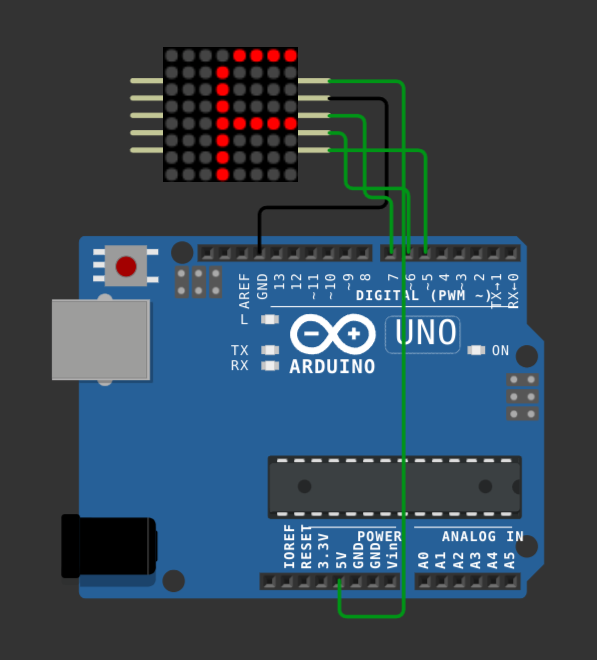 AREF GND 13 12 ~11 ~10 ~9 8 7 ~6 ~5 4 ~3 2 TX→1 RX←0
DIGITAL (PWM ~)
L
UNO
TX
RX
ON
ARDUINO
POWER
ANALOG IN
IOREF RESET 3.3V 5V GND GND Vin A0 A1 A2 A3 A4 A5